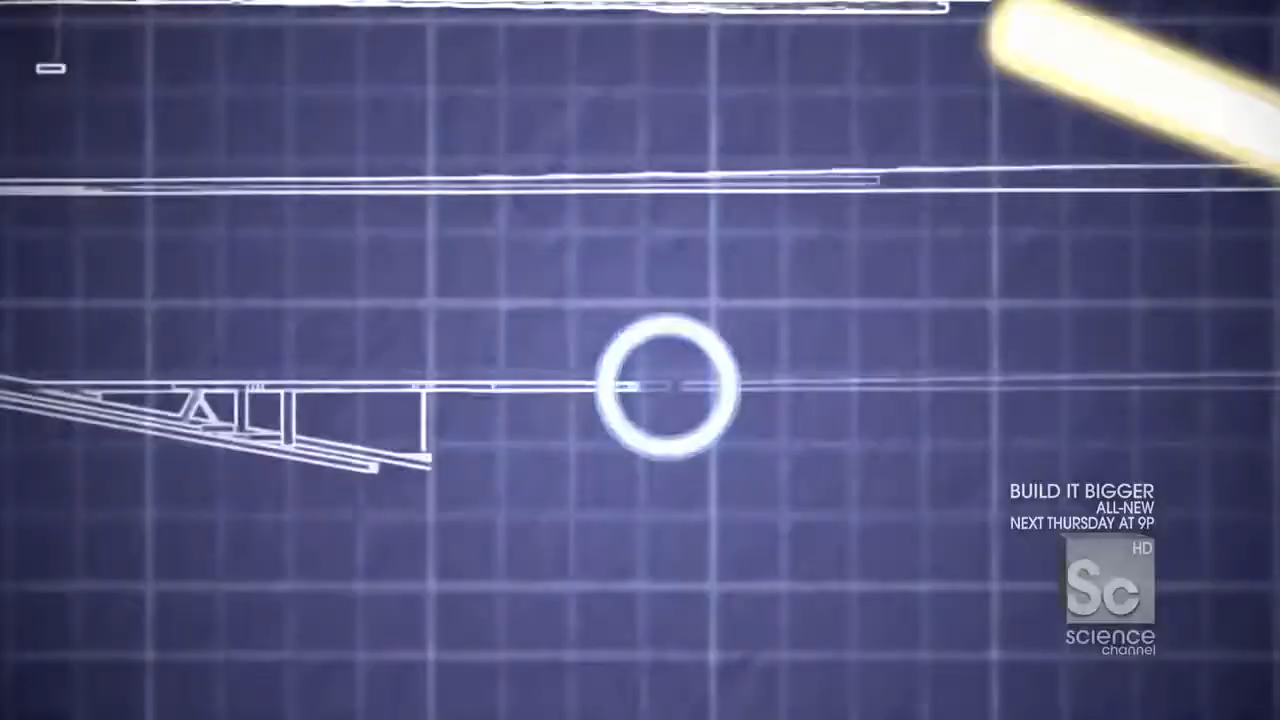 BUILD IT BIGGER
ALL-NEW
NEXT THURSDAY AT 9P
HD
Sc
science
channel